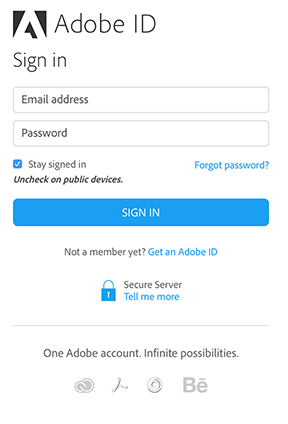 Adobe ID
Sign in
Email address
Password
Stay signed in Forgot password?
Uncheck on public devices.
SIGN IN
Not a member yet? Get an Adobe ID
Secure Server
Tell me more
One Adobe account. Infinite possibilities.
Bē